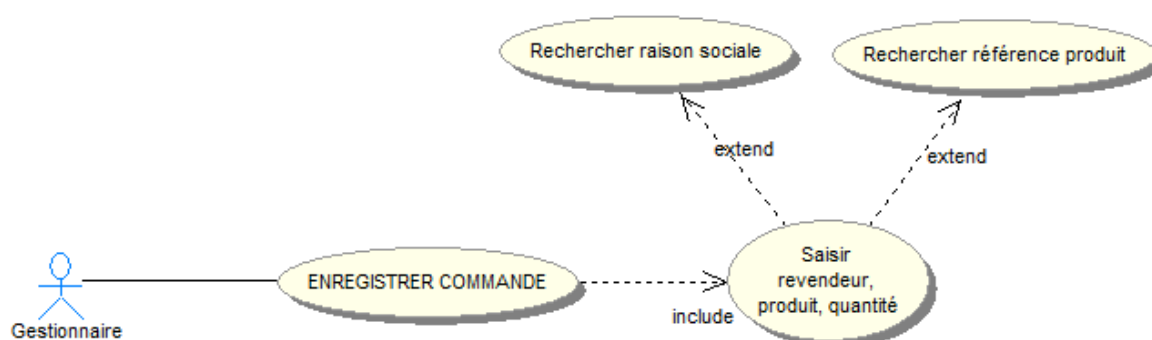 Rechercher raison sociale
Rechercher référence produit
extend
extend
Saisir
revendeur,
produit, quantité
ENREGISTRER COMMANDE
include
Gestionnaire